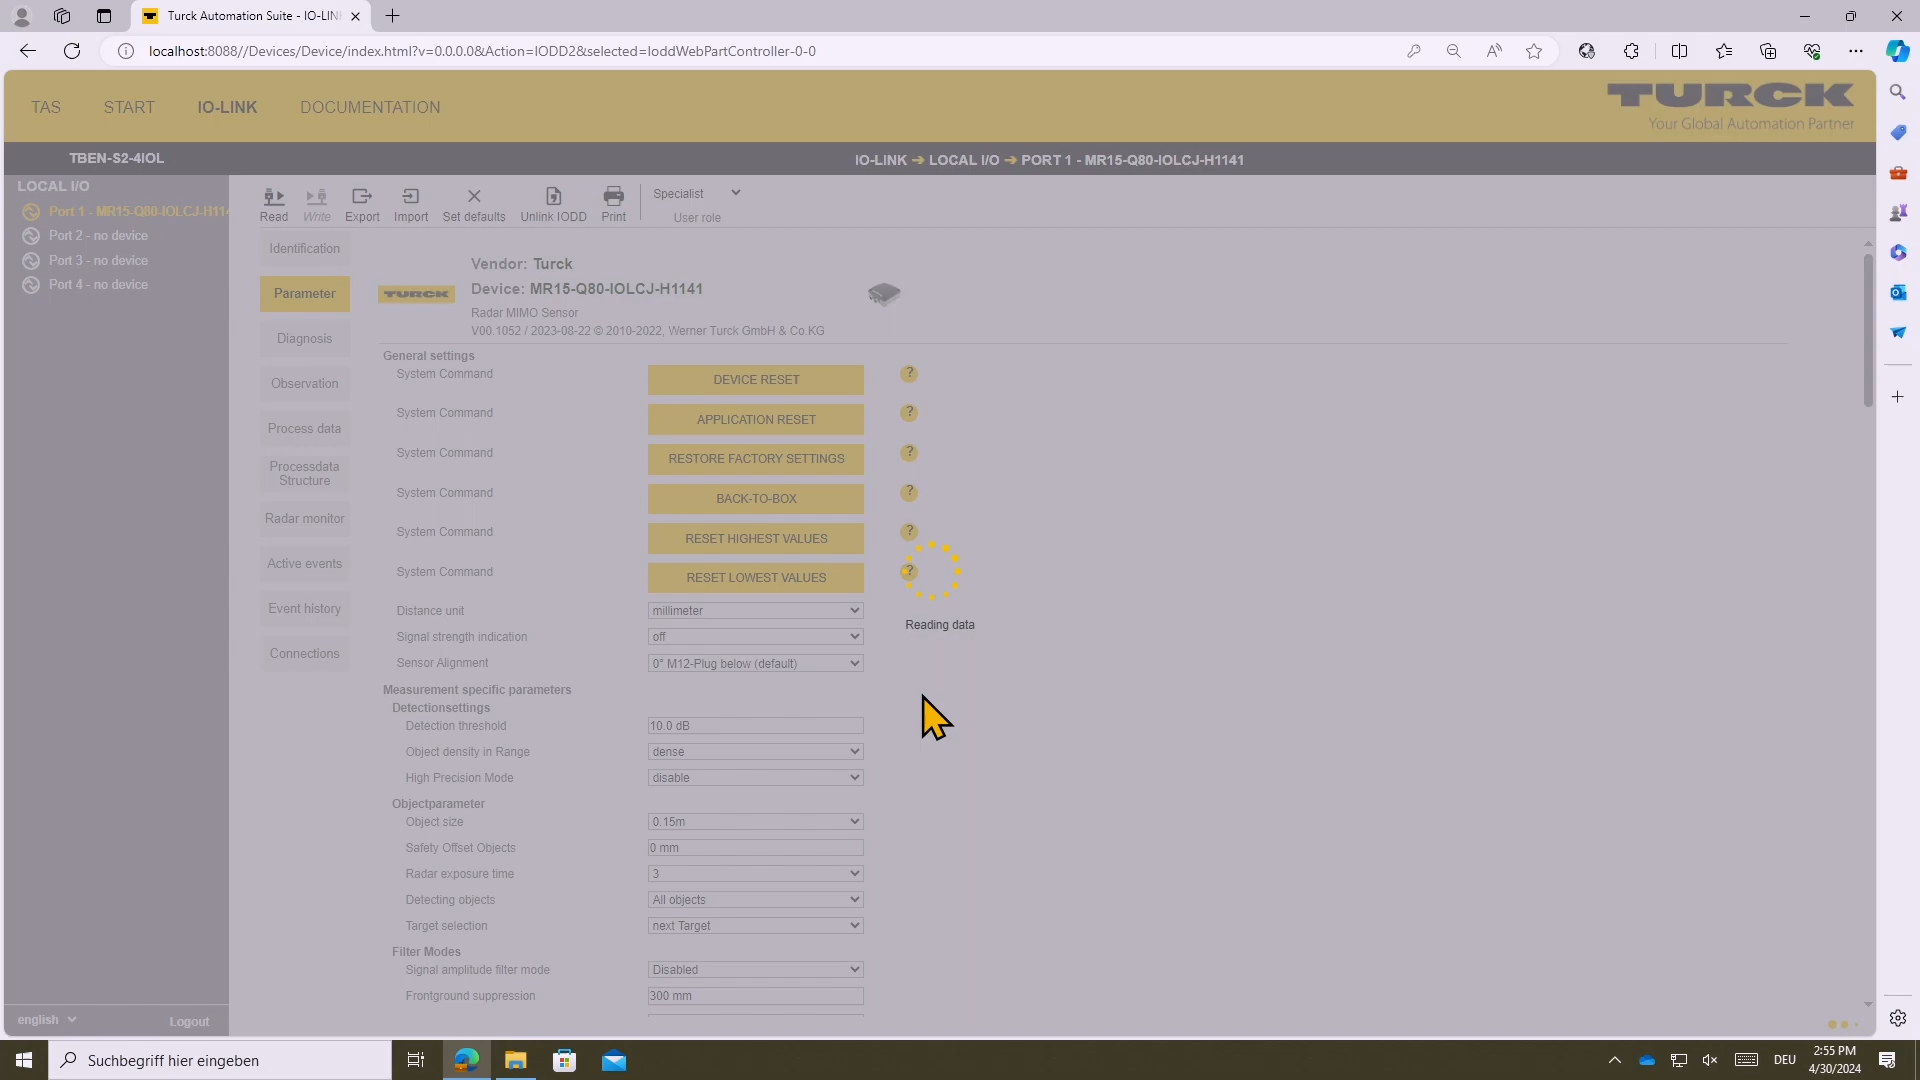 Turck Automation Suite - IO-LIN
localhost:8088//Devices/Device/index.html?v=0.0.0.0&Action=IODD2&selected=IoddWebPartController-0-0
TAS
START
IO-LINK
DOCUMENTATION
TURCK
Your Global Automation Partner
TBEN-S2-4IOL
IO-LINK ➔ LOCAL I/O ➔ PORT 1 - MR15-Q80-IOLCJ-H1141
LOCAL I/O
Port 1 - MR15-Q80-IOLCJ-H114
Port 2 - no device
Port 3 - no device
Port 4 - no device
Read
Write
Export
Import
Set defaults
Unlink IODD
Print
Specialist
User role
Identification
Parameter
Diagnosis
Observation
Process data
Processdata
Structure
Radar monitor
Active events
Event history
Connections
TURCK
Vendor: Turck
Device: MR15-Q80-IOLCJ-H1141
Radar MIMO Sensor
V00.1052 / 2023-08-22 © 2010-2022, Werner Turck GmbH & Co.KG
General settings
System Command DEVICE RESET ?
System Command APPLICATION RESET ?
System Command RESTORE FACTORY SETTINGS ?
System Command BACK-TO-BOX ?
System Command RESET HIGHEST VALUES ?
System Command RESET LOWEST VALUES ?
Distance unit millimeter
Reading data
Signal strength indication off
Sensor Alignment 0° M12-Plug below (default)
Measurement specific parameters
Detectionsettings
Detection threshold 10.0 dB
Object density in Range dense
High Precision Mode disable
Objectparameter
Object size 0.15m
Safety Offset Objects 0 mm
Radar exposure time 3
Detecting objects All objects
Target selection next Target
Filter Modes
Signal amplitude filter mode Disabled
Frontground suppression 300 mm
english
Logout
Suchbegriff hier eingeben
DEU
2:55 PM
4/30/2024